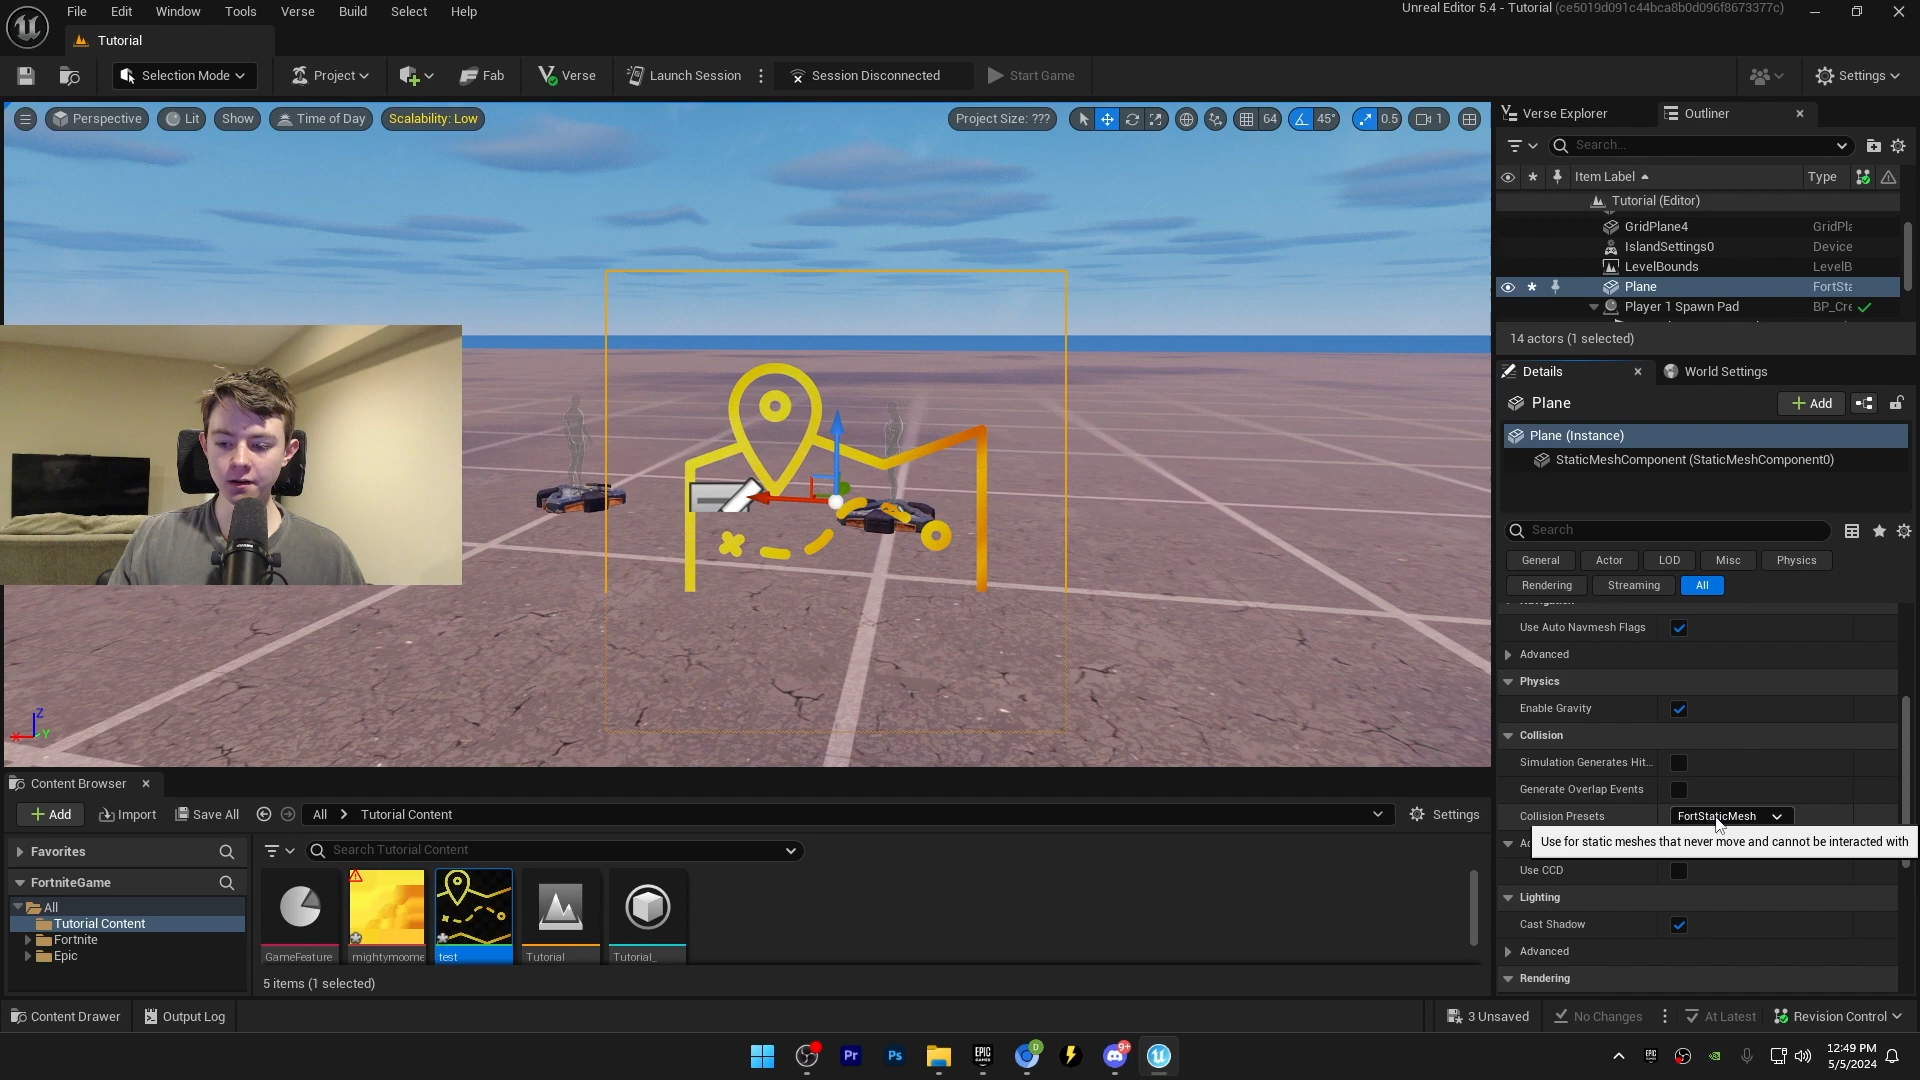 File Edit Window Tools Verse Build Select Help
Unreal Editor 5.4 - Tutorial (ce5019d091c44bca8b0d096f8673377c)
Tutorial
Selection Mode Project Fab Verse Launch Session Session Disconnected Start Game Settings
Perspective Lit Show Time of Day Scalability: Low Project Size: ??? 64 45° 0.5 1
Verse Explorer Outliner
Search...
Item Label Type
Tutorial (Editor)
GridPlane4 GridPla
IslandSettings0 Device
LevelBounds LevelB
Plane FortSta
Player 1 Spawn Pad BP_Cre
14 actors (1 selected)
Details World Settings
Plane Add
Plane (Instance)
StaticMeshComponent (StaticMeshComponent0)
Search
General Actor LOD Misc Physics
Rendering Streaming All
Navigation
Use Auto Navmesh Flags
Advanced
Physics
Enable Gravity
Collision
Simulation Generates Hit...
Generate Overlap Events
Collision Presets FortStaticMesh
Use for static meshes that never move and cannot be interacted with
Use CCD
Lighting
Cast Shadow
Advanced
Rendering
Z
X Y
Content Browser
Add Import Save All All Tutorial Content Settings
Favorites
Search Tutorial Content
FortniteGame
All
Tutorial Content
Fortnite
Epic
GameFeature mightymoome test Tutorial Tutorial_
5 items (1 selected)
Content Drawer Output Log 3 Unsaved No Changes At Latest Revision Control
Pr Ps EPIC GAMES D 9+
12:49 PM
5/5/2024